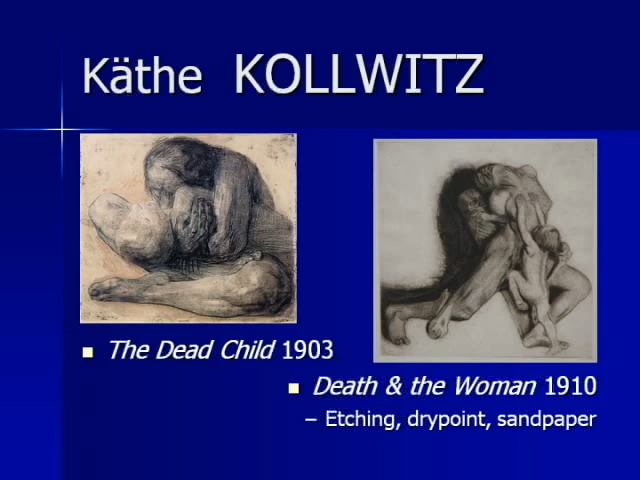 Käthe KOLLWITZ
The Dead Child 1903
Death & the Woman 1910
– Etching, drypoint, sandpaper